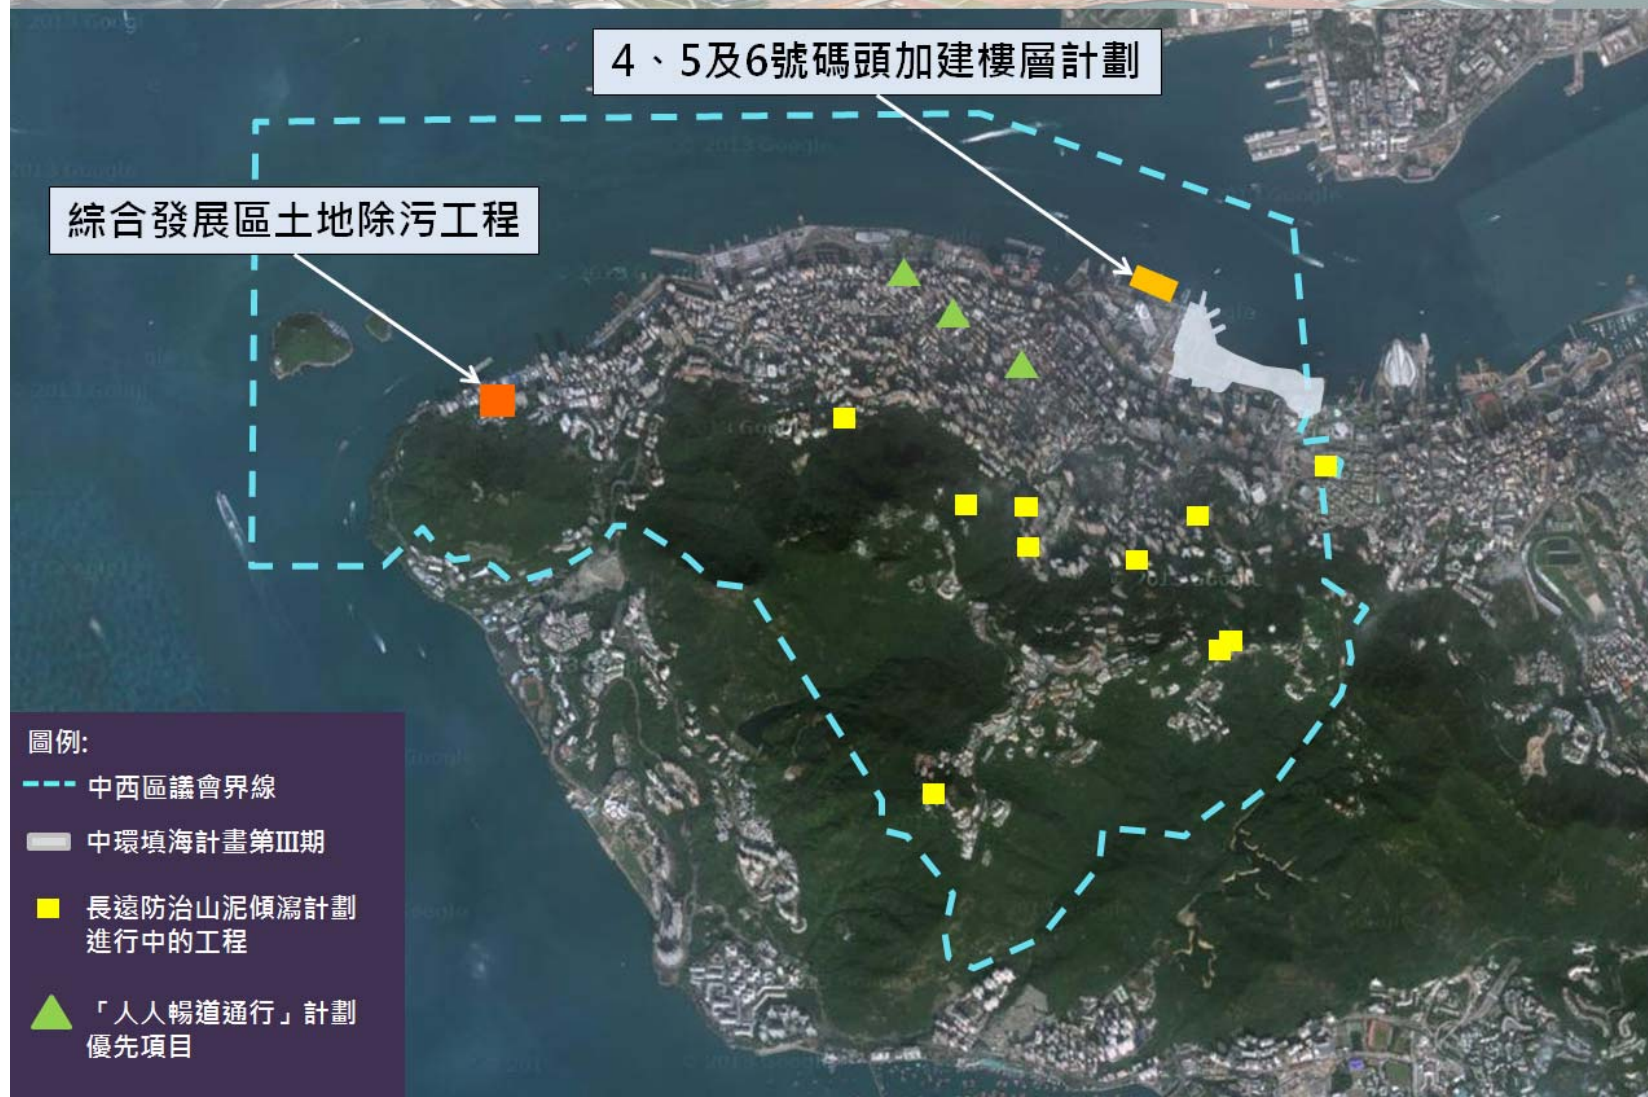 4、5及6號碼頭加建樓層計劃
綜合發展區土地除污工程
圖例:
中西區議會界線
中環填海計畫第III期
長遠防治山泥傾瀉計劃
進行中的工程
「人人暢道通行」計劃
優先項目